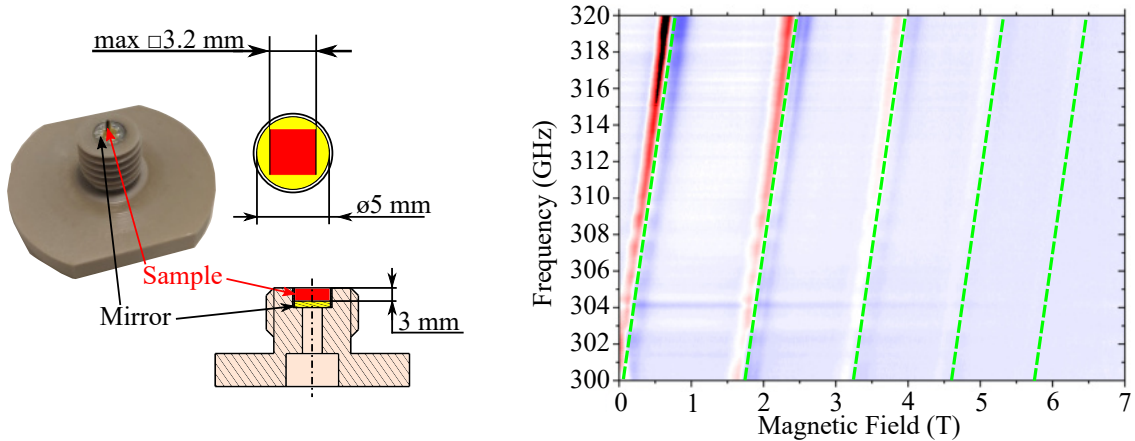 max □3.2 mm
ø5 mm
Sample
Mirror
3 mm
320
318
316
314
312
310
308
306
304
302
300
Frequency (GHz)
0 1 2 3 4 5 6 7
Magnetic Field (T)